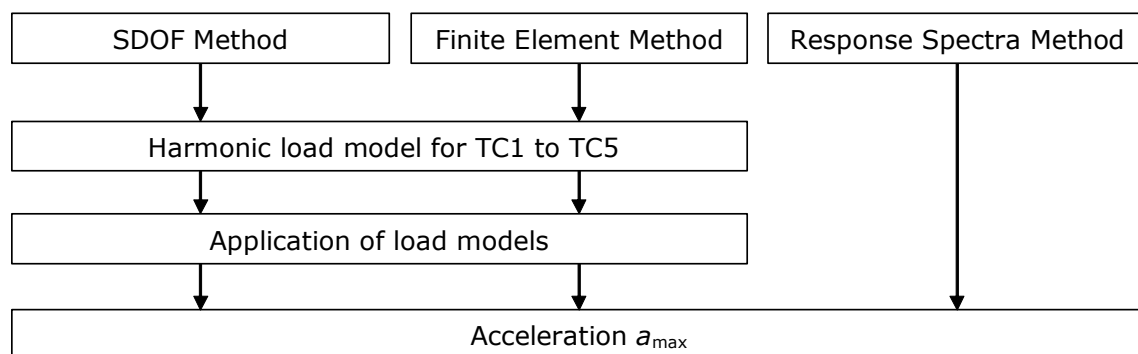 SDOF Method
Finite Element Method
Response Spectra Method
Harmonic load model for TC1 to TC5
Application of load models
Acceleration amax